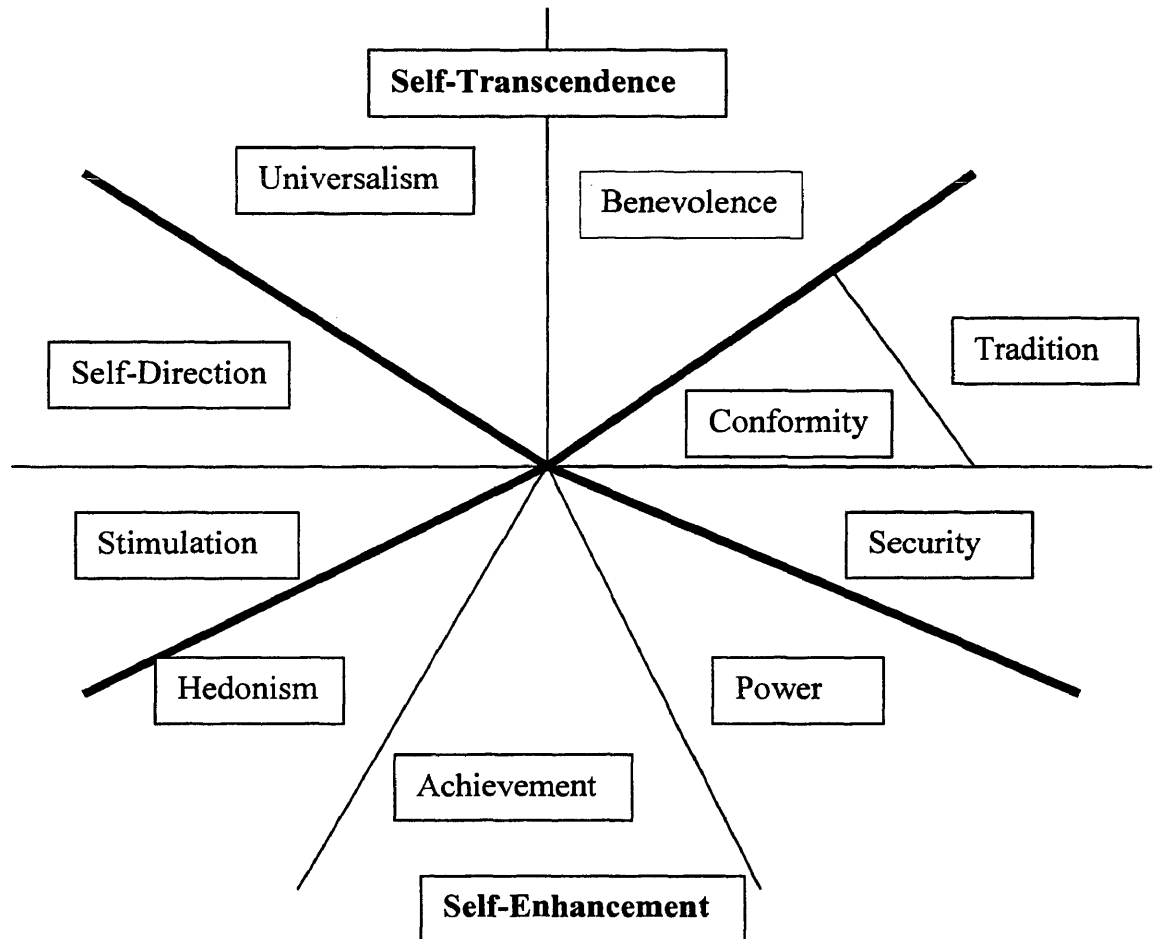 Self-Transcendence
Universalism
Benevolence
Self-Direction
Tradition
Conformity
Stimulation
Security
Hedonism
Power
Achievement
Self-Enhancement